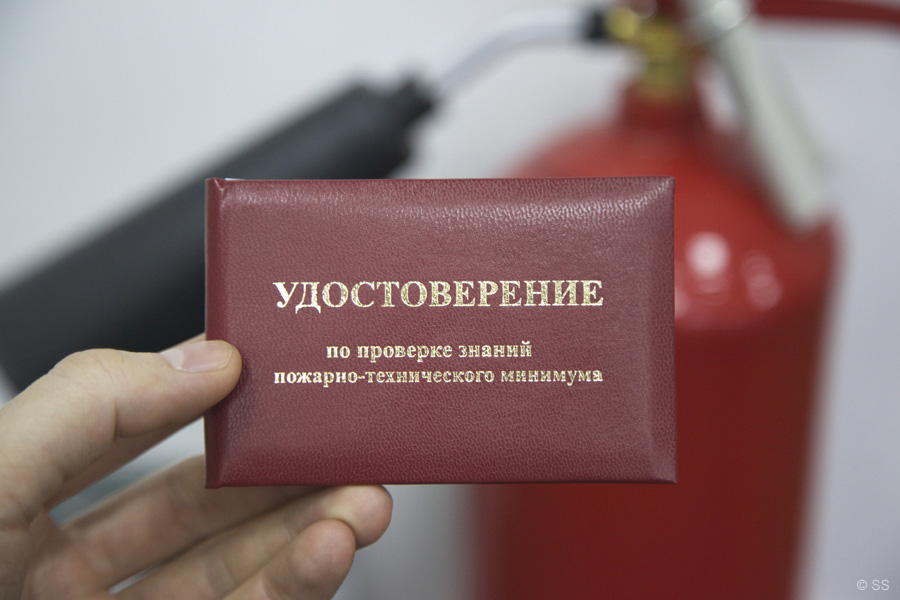 УДОСТОВЕРЕНИЕ
по проверке знаний
пожарно-технического минимума
© SS